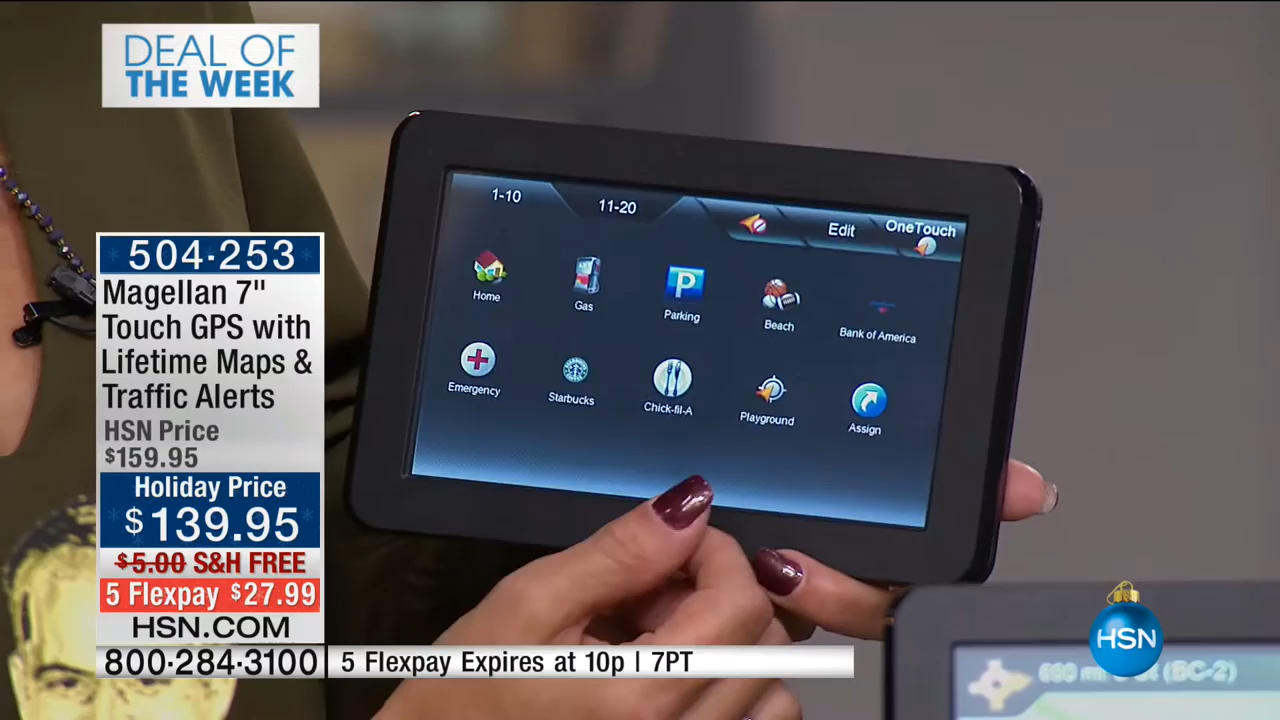 DEAL OF
THE WEEK
504-253
Magellan 7"
Touch GPS with
Lifetime Maps &
Traffic Alerts
HSN Price
$159.95
Holiday Price
$139.95
$5.00 S&H FREE
5 Flexpay $27.99
HSN.COM
800-284-3100
5 Flexpay Expires at 10p | 7PT
1-10
11-20
Edit
OneTouch
Home
Gas
P
Parking
Beach
Bank of America
Emergency
Starbucks
Chick-fil-A
Playground
Assign
HSN
(BC-2)